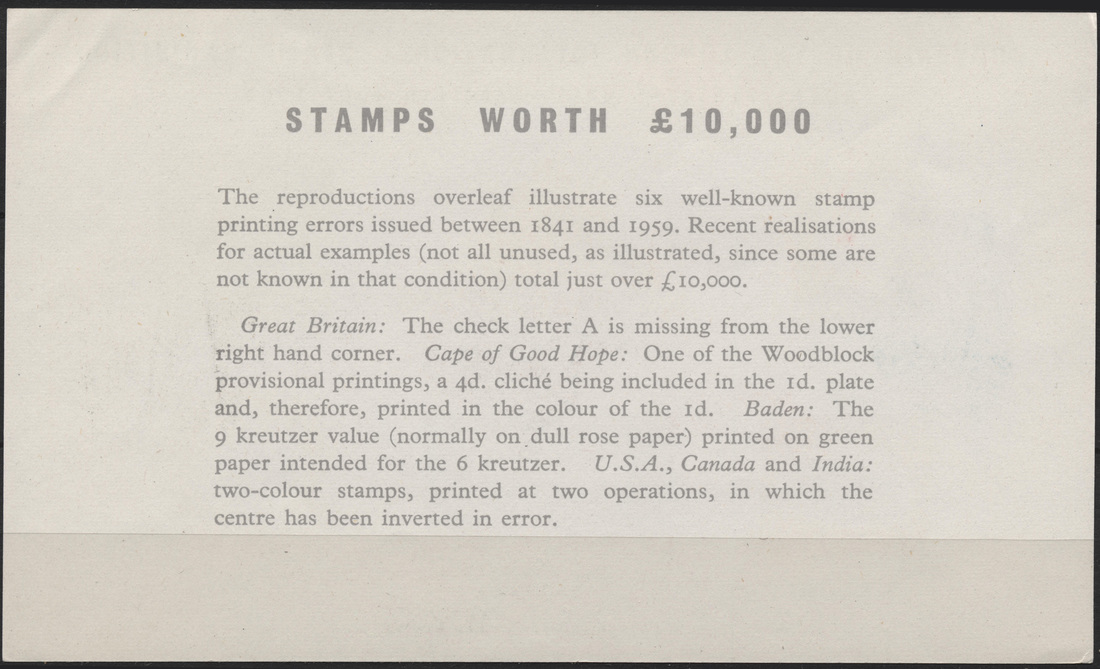 STAMPS WORTH £10,000
The reproductions overleaf illustrate six well-known stamp
printing errors issued between 1841 and 1959. Recent realisations
for actual examples (not all unused, as illustrated, since some are
not known in that condition) total just over £10,000.
Great Britain: The check letter A is missing from the lower
right hand corner. Cape of Good Hope: One of the Woodblock
provisional printings, a 4d. cliché being included in the 1d. plate
and, therefore, printed in the colour of the 1d. Baden: The
9 kreutzer value (normally on dull rose paper) printed on green
paper intended for the 6 kreutzer. U.S.A., Canada and India:
two-colour stamps, printed at two operations, in which the
centre has been inverted in error.